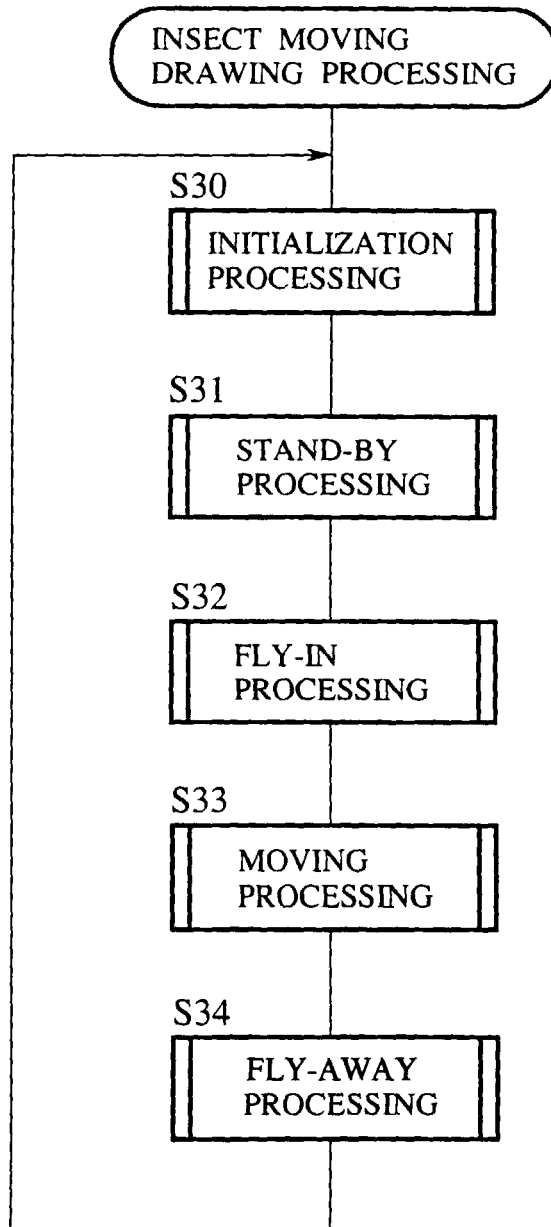 INSECT MOVING
DRAWING PROCESSING
S30
INITIALIZATION
PROCESSING
S31
STAND-BY
PROCESSING
S32
FLY-IN
PROCESSING
S33
MOVING
PROCESSING
S34
FLY-AWAY
PROCESSING